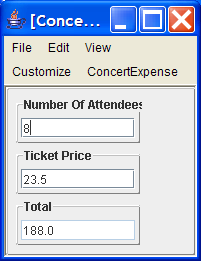 [Conce...
File Edit View
Customize ConcertExpense
Number Of Attendees
8
Ticket Price
23.5
Total
188.0